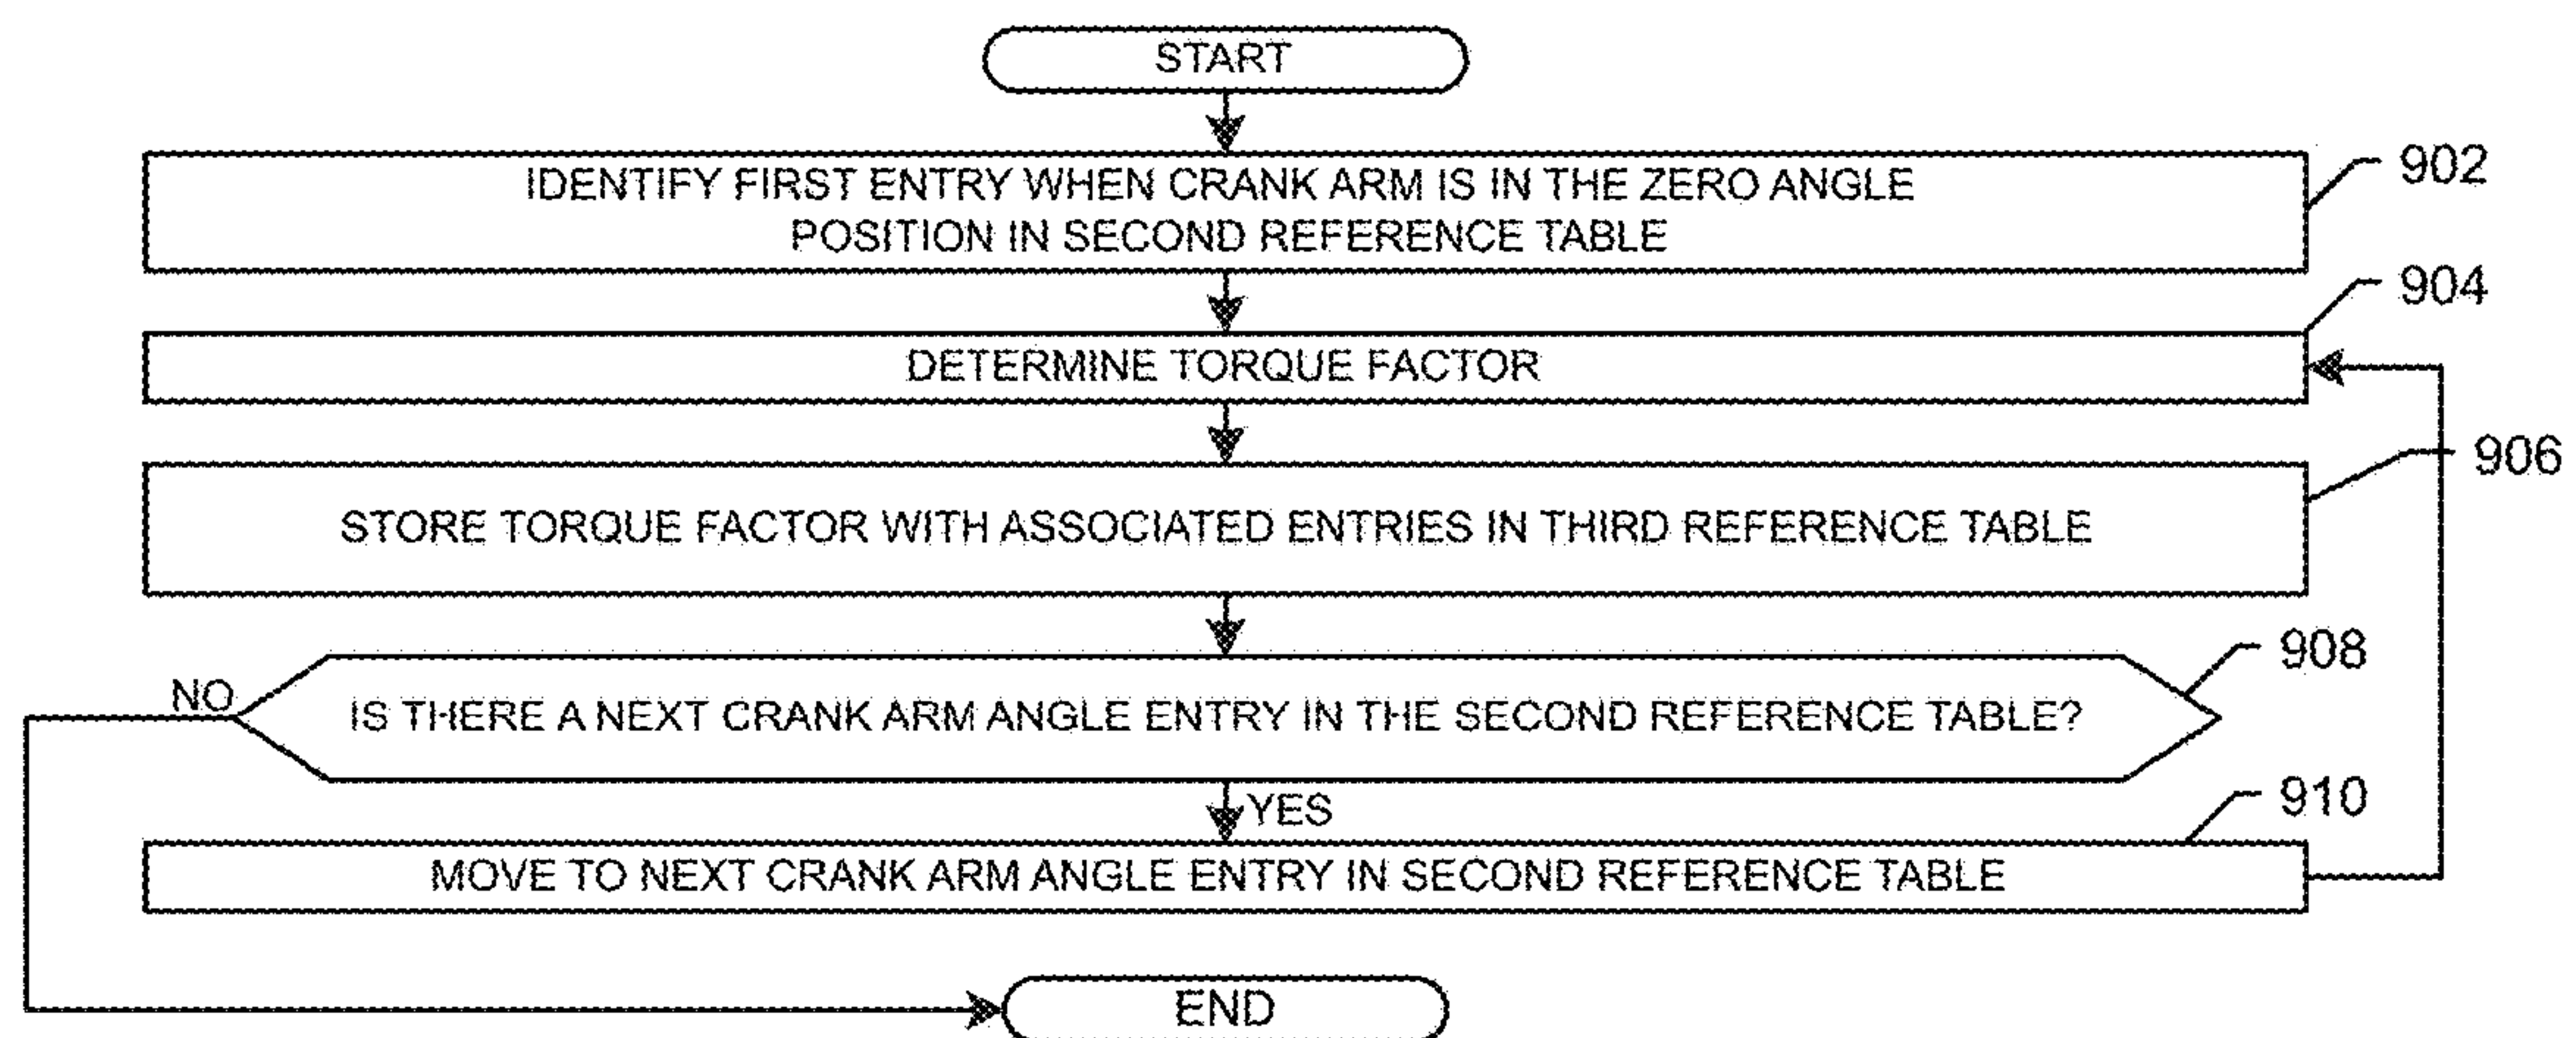 START
IDENTIFY FIRST ENTRY WHEN CRANK ARM IS IN THE ZERO ANGLE
POSITION IN SECOND REFERENCE TABLE
902
DETERMINE TORQUE FACTOR
904
STORE TORQUE FACTOR WITH ASSOCIATED ENTRIES IN THIRD REFERENCE TABLE
906
NO
IS THERE A NEXT CRANK ARM ANGLE ENTRY IN THE SECOND REFERENCE TABLE?
908
YES
MOVE TO NEXT CRANK ARM ANGLE ENTRY IN SECOND REFERENCE TABLE
910
END